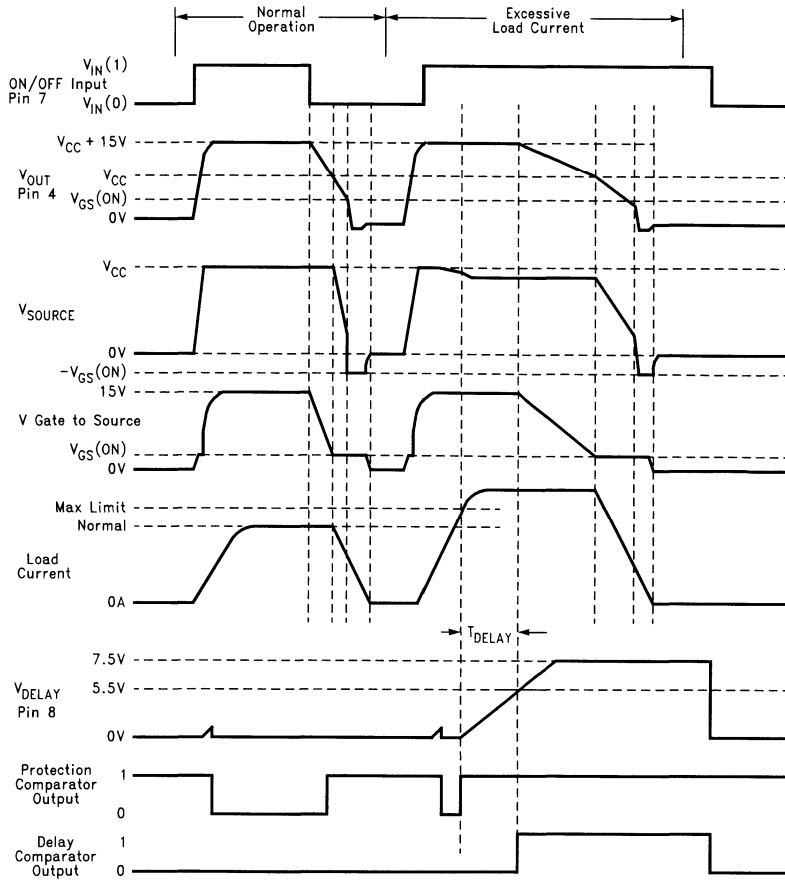 Normal
Operation
Excessive
Load Current
V_IN(1)
ON/OFF Input
Pin 7
V_IN(0)
V_CC + 15V
V_OUT
Pin 4
V_CC
V_GS(ON)
0V
V_CC
V_SOURCE
0V
-V_GS(ON)
15V
V Gate to Source
V_GS(ON)
0V
Max Limit
Normal
Load
Current
0A
T_DELAY
7.5V
V_DELAY
Pin 8
5.5V
0V
Protection
Comparator
Output
1
0
Delay
Comparator
Output
1
0